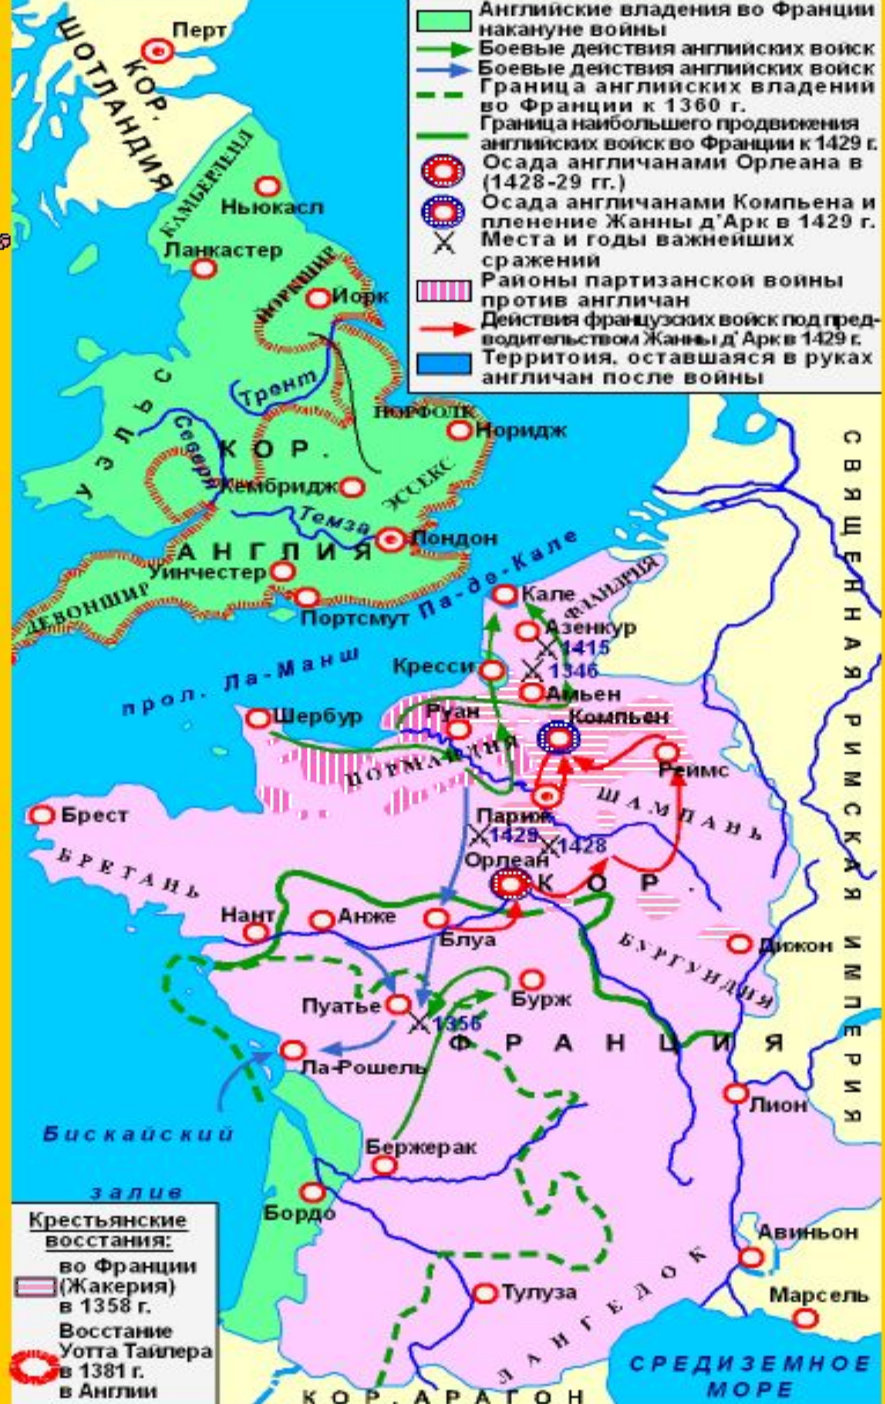 Английские владения во Франции
накануне войны
Боевые действия английских войск
Боевые действия английских войск
Граница английских владений
во Франции к 1360 г.
Граница наибольшего продвижения
английских войск во Франции к 1429 г.
Осада англичанами Орлеана в
(1428-29 гг.)
Осада англичанами Компьена и
пленение Жанны д'Арк в 1429 г.
Места и годы важнейших
сражений
Районы партизанской войны
против англичан
Действия французских войск под пред-
водительством Жанны д'Арк в 1429 г.
Территоия, оставшаяся в руках
англичан после войны
Перт
КОР.
ШОТЛАНДИЯ
КАМБЕРЛЕНД
Ньюкасл
Ланкастер
ЙОРКШИР
Йорк
Трент
НОРФОЛК
Норидж
УЭЛЬС
Северн
КОР.
Кембридж
ЭССЕКС
Темза
Лондон
АНГЛИЯ
Уинчестер
ДЕВОНШИР
Портсмут
Па-де-Кале
прол. Ла-Манш
Кале
ФЛАНДРИЯ
Азенкур
1415
Кресси
1346
Амьен
Шербур
Руан
Компьен
НОРМАНДИЯ
Реймс
ШАМПАНЬ
Париж
1429
1428
Орлеан
КОР.
Брест
БРЕТАНЬ
Нант
Анже
Блуа
БУРГУНДИЯ
Дижон
Пуатье
Бурж
1356
ФРАНЦИЯ
Ла-Рошель
Лион
СВЯЩЕННАЯ РИМСКАЯ ИМПЕРИЯ
Бискайский
залив
Бержерак
Бордо
Авиньон
Тулуза
ЛАНГЕДОК
Марсель
СРЕДИЗЕМНОЕ
МОРЕ
КОР. АРАГОН
Крестьянские
восстания:
во Франции
(Жакерия)
в 1358 г.
Восстание
Уотта Тайлера
в 1381 г.
в Англии